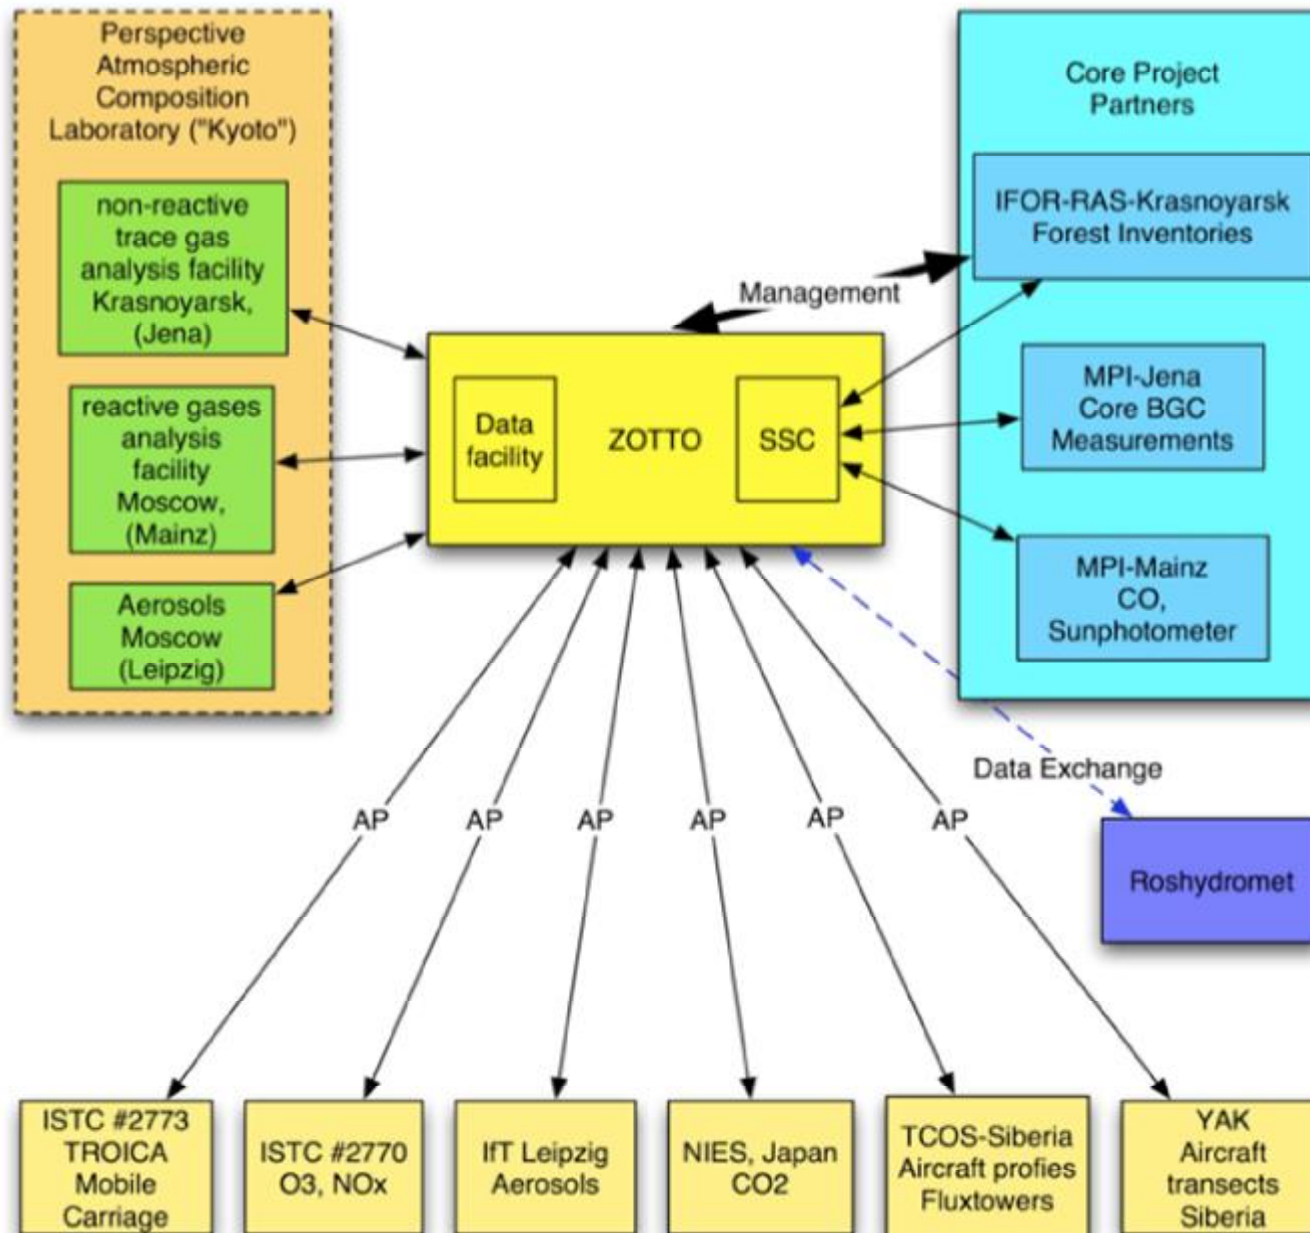 Perspective
Atmospheric
Composition
Laboratory ("Kyoto")
non-reactive
trace gas
analysis facility
Krasnoyarsk,
(Jena)
reactive gases
analysis
facility
Moscow,
(Mainz)
Aerosols
Moscow
(Leipzig)
Management
Data
facility
ZOTTO
SSC
Core Project
Partners
IFOR-RAS-Krasnoyarsk
Forest Inventories
MPI-Jena
Core BGC
Measurements
MPI-Mainz
CO,
Sunphotometer
Data Exchange
Roshydromet
AP
AP
AP
AP
AP
AP
ISTC #2773
TROICA
Mobile
Carriage
ISTC #2770
O3, NOx
IfT Leipzig
Aerosols
NIES, Japan
CO2
TCOS-Siberia
Aircraft profies
Fluxtowers
YAK
Aircraft
transects
Siberia